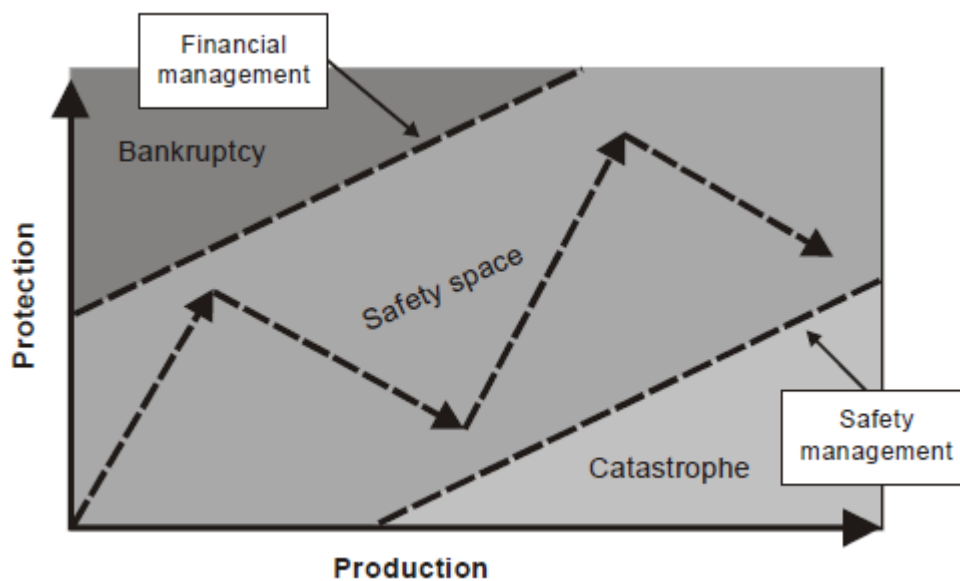 Financial
management
Bankruptcy
Protection
Safety space
Safety
management
Catastrophe
Production